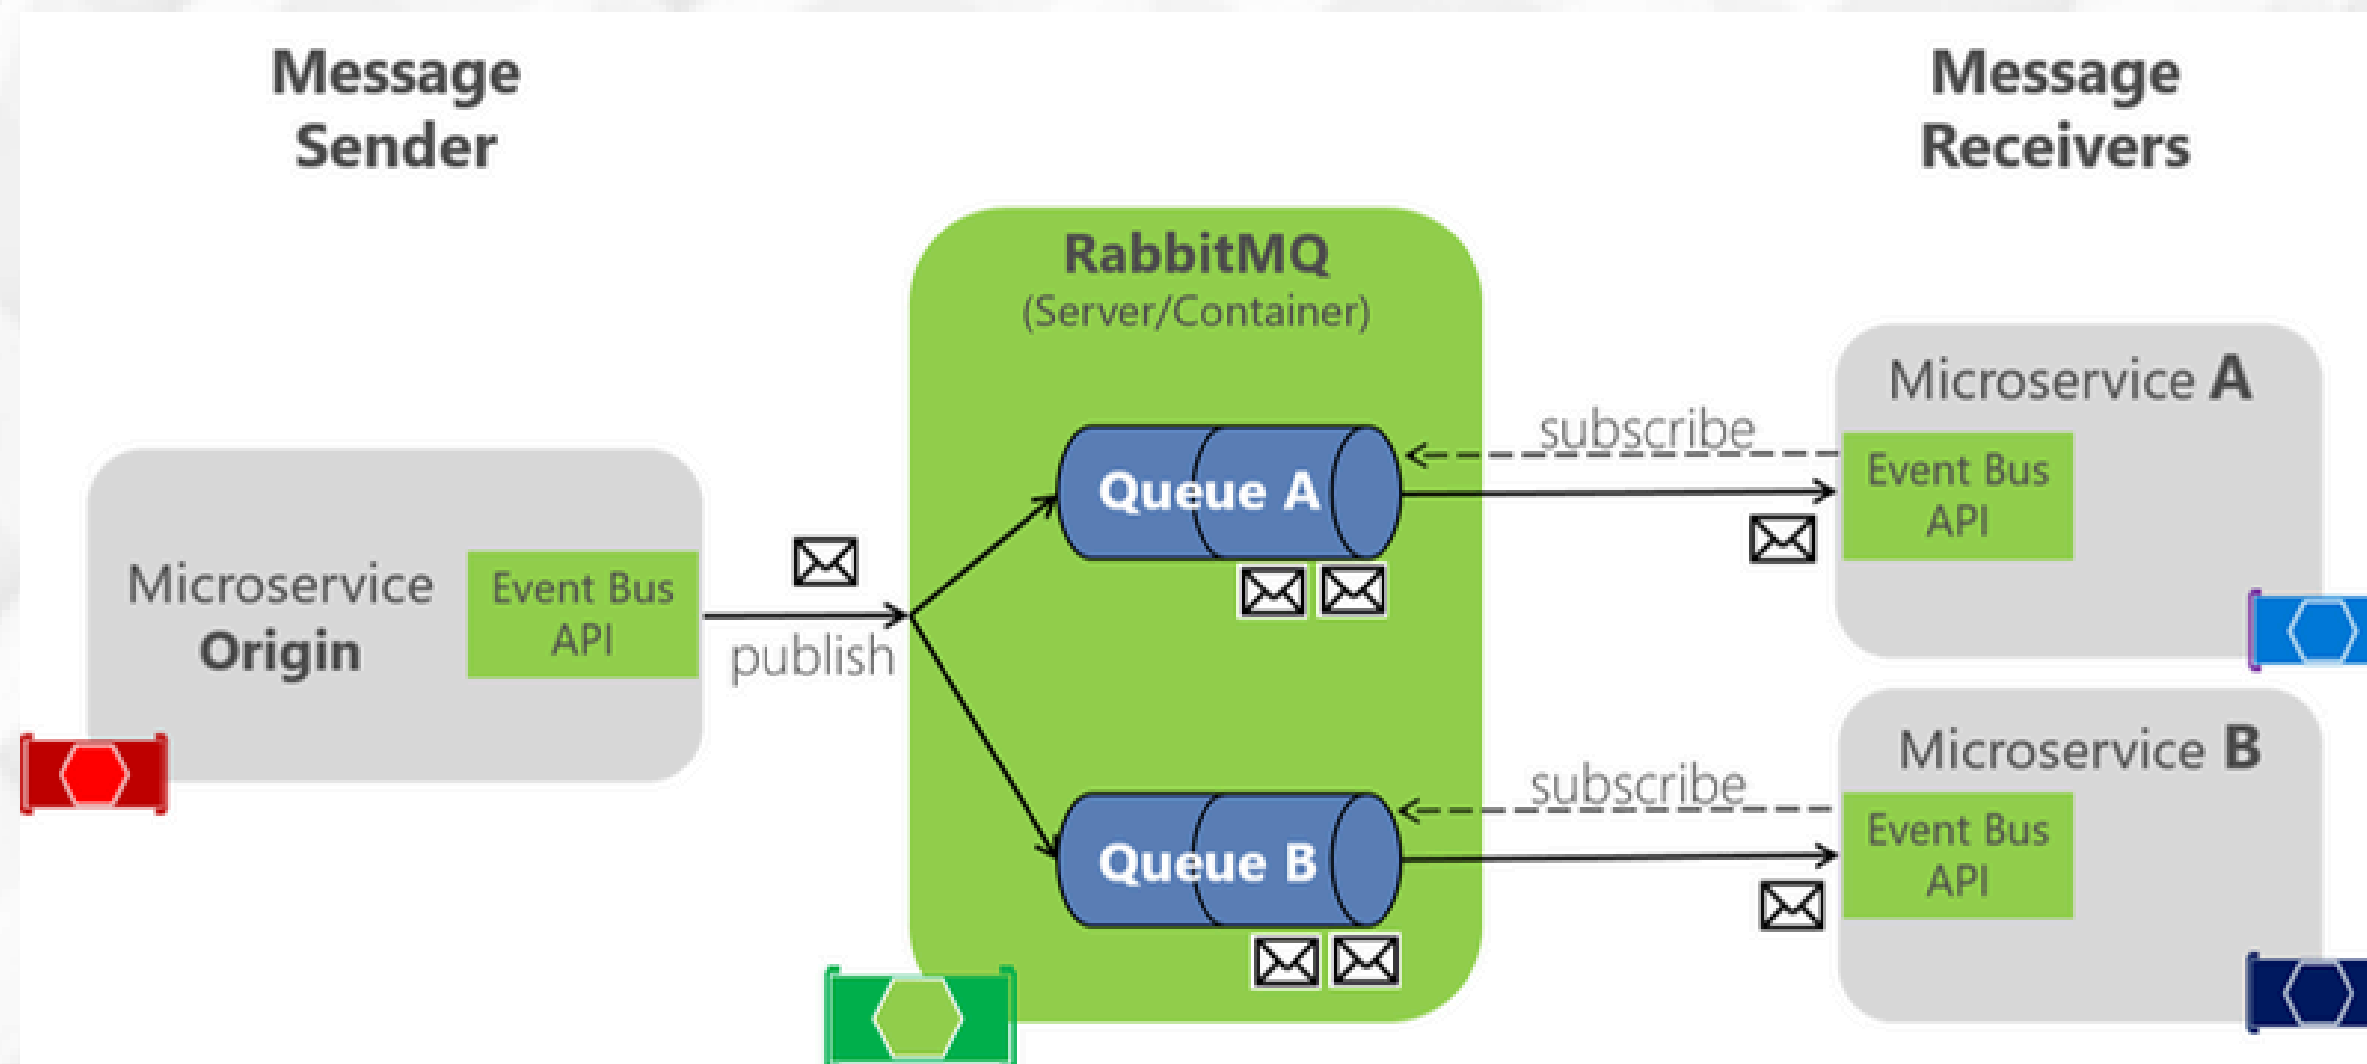 Message
Sender
Message
Receivers
RabbitMQ
(Server/Container)
Microservice
Origin
Event Bus
API
publish
Queue A
Queue B
subscribe
subscribe
Microservice A
Event Bus
API
Microservice B
Event Bus
API